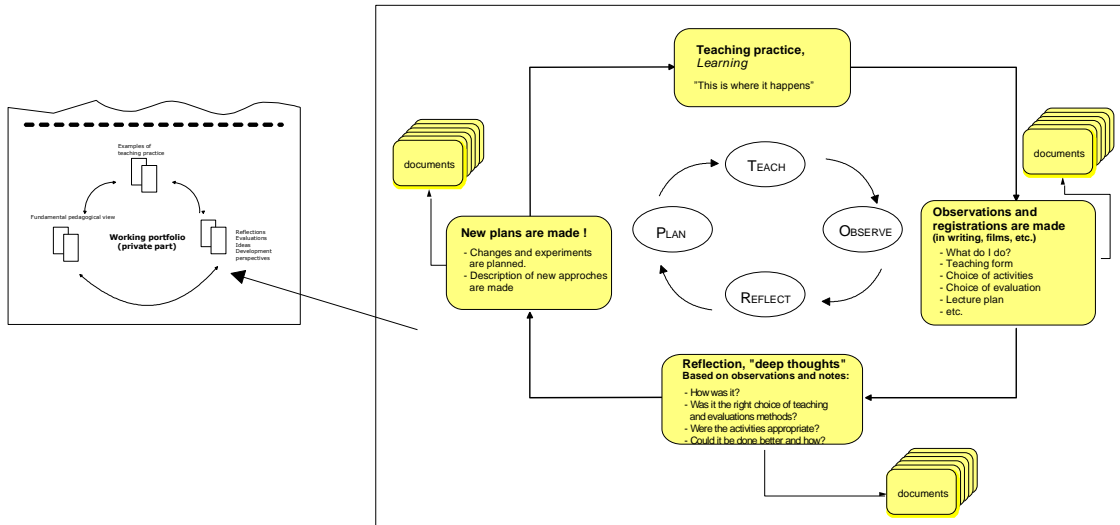 Examples of
teaching practice
Fundamental pedagogical view
Working portfolio
(private part)
Reflections
Evaluations
Ideas
Development
perspectives
Teaching practice,
Learning
"This is where it happens"
documents
documents
TEACH
PLAN
OBSERVE
REFLECT
New plans are made !
- Changes and experiments
are planned.
- Description of new approches
are made
Observations and
registrations are made
(in writing, films, etc.)
- What do I do?
- Teaching form
- Choice of activities
- Choice of evaluation
- Lecture plan
- etc.
Reflection, "deep thoughts"
Based on observations and notes:
- How was it?
- Was it the right choice of teaching
and evaluations methods?
- Were the activities appropriate?
- Could it be done better and how?
documents